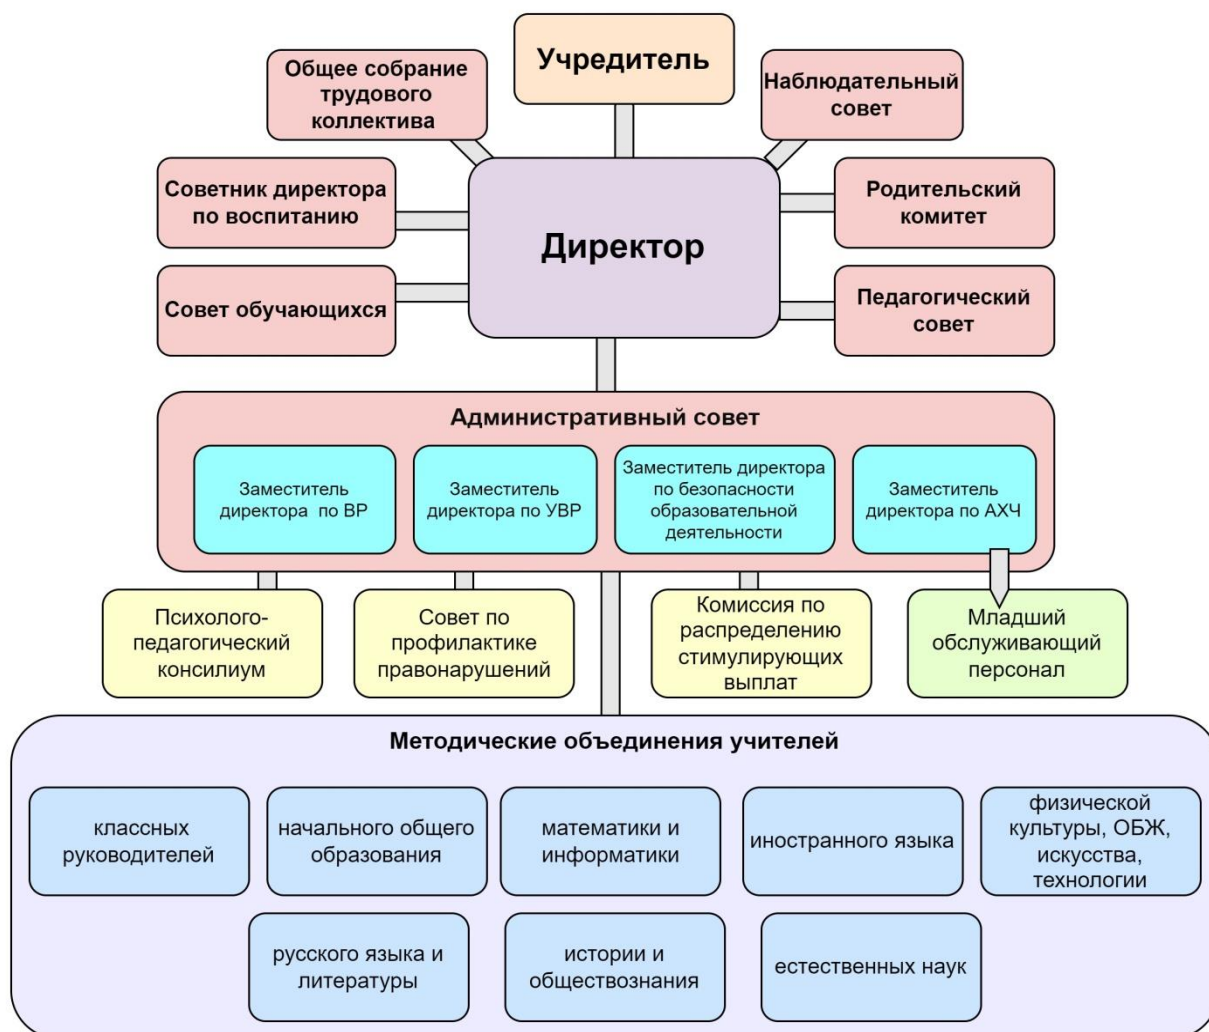 Учредитель
Общее собрание
трудового
коллектива
Наблюдательный
совет
Советник директора
по воспитанию
Директор
Родительский
комитет
Совет обучающихся
Педагогический
совет
Административный совет
Заместитель
директора по ВР
Заместитель
директора по УВР
Заместитель директора
по безопасности
образовательной
деятельности
Заместитель
директора по АХЧ
Психолого-
педагогический
консилиум
Совет по
профилактике
правонарушений
Комиссия по
распределению
стимулирующих
выплат
Младший
обслуживающий
персонал
Методические объединения учителей
классных
руководителей
начального общего
образования
математики и
информатики
иностранного языка
физической
культуры, ОБЖ,
искусства,
технологии
русского языка и
литературы
истории и
обществознания
естественных наук